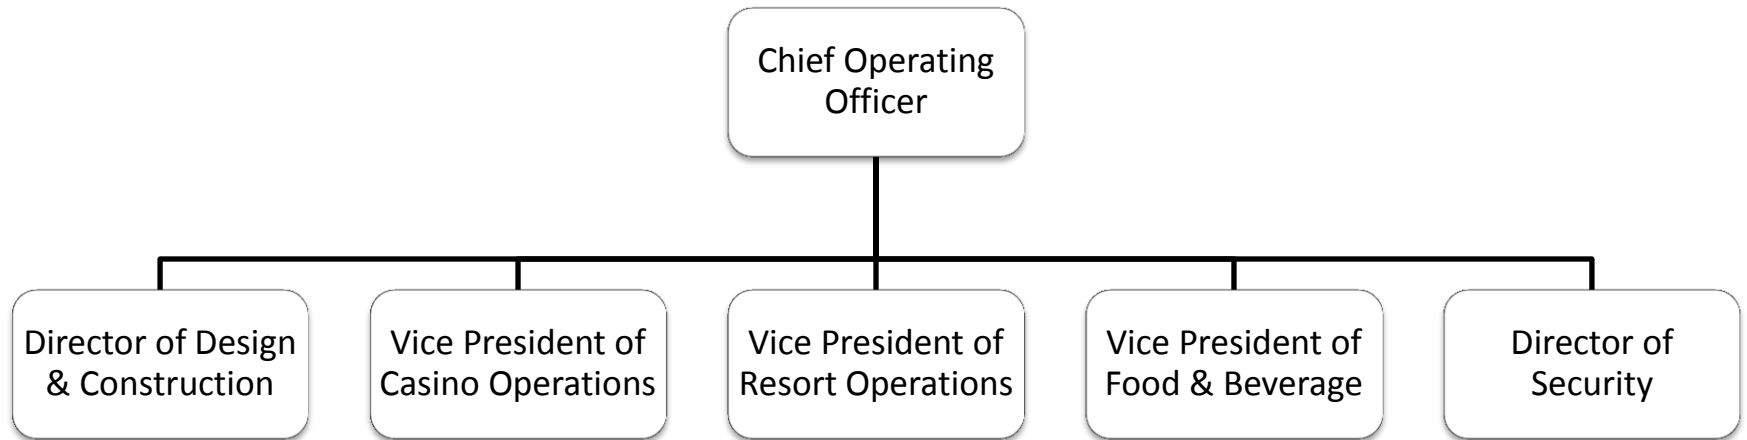 Chief Operating
Officer
Director of Design
& Construction
Vice President of
Casino Operations
Vice President of
Resort Operations
Vice President of
Food & Beverage
Director of
Security